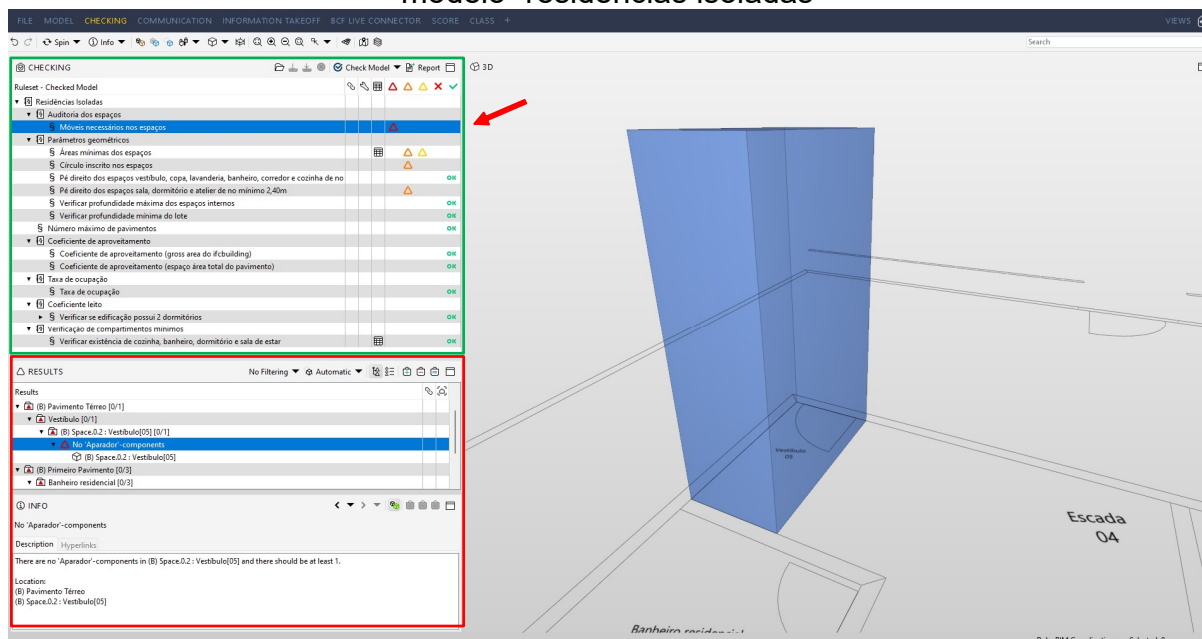 modelo "residências isoladas"
FILE MODEL CHECKING COMMUNICATION INFORMATION TAKEOFF BCF LIVE CONNECTOR SCORE CLASS + VIEWS
Spin Info Search
CHECKING Check Model Report 3D
Ruleset - Checked Model
§ Residências Isoladas
§ Auditoria dos espaços
§ Móveis necessários nos espaços
§ Parâmetros geométricos
§ Áreas mínimas dos espaços
§ Círculo inscrito nos espaços
§ Pé direito dos espaços vestíbulo, copa, lavanderia, banheiro, corredor e cozinha de no OK
§ Pé direito dos espaços sala, dormitório e atelier de no mínimo 2,40m
§ Verificar profundidade máxima dos espaços internos OK
§ Verificar profundidade mínima do lote OK
§ Número máximo de pavimentos OK
§ Coeficiente de aproveitamento
§ Coeficiente de aproveitamento (gross area do ifcbuilding) OK
§ Coeficiente de aproveitamento (espaço área total do pavimento) OK
§ Taxa de ocupação
§ Taxa de ocupação OK
§ Coeficiente leito
§ Verificar se edificação possui 2 dormitórios OK
§ Verificação de compartimentos mínimos
§ Verificar existência de cozinha, banheiro, dormitório e sala de estar OK
RESULTS No Filtering Automatic
Results
(B) Pavimento Térreo [0/1]
Vestíbulo [0/1]
(B) Space.0.2 : Vestíbulo[05] [0/1]
No 'Aparador'-components
(B) Space.0.2 : Vestíbulo[05]
(B) Primeiro Pavimento [0/3]
Banheiro residencial [0/3]
INFO
No 'Aparador'-components
Description Hyperlinks
There are no 'Aparador'-components in (B) Space.0.2 : Vestíbulo[05] and there should be at least 1.
Location:
(B) Pavimento Térreo
(B) Space.0.2 : Vestíbulo[05]
Vestíbulo
05
Escada
04
Banheiro residencial